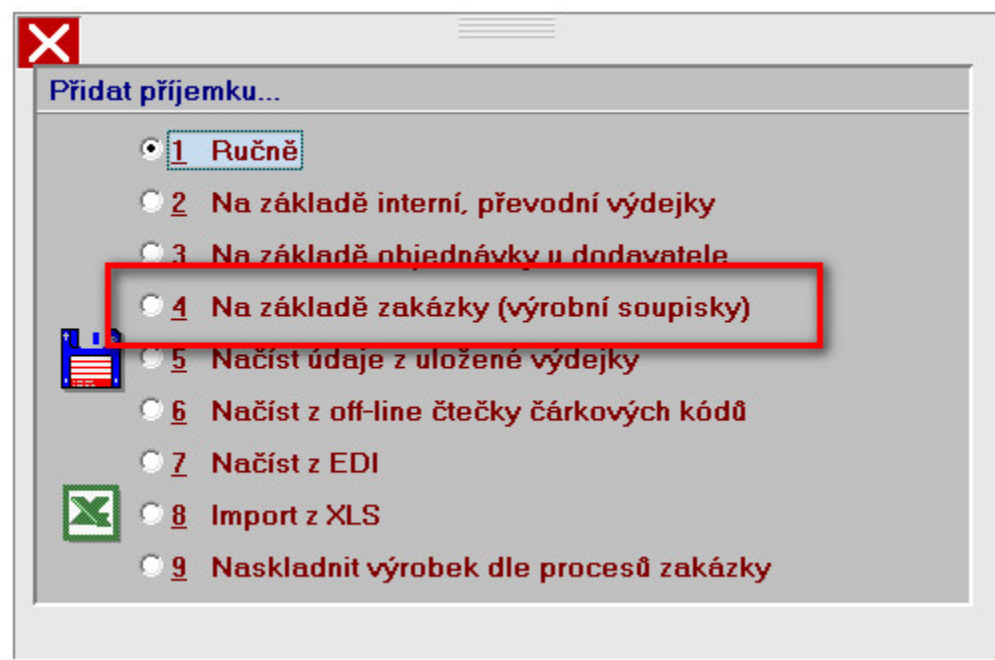 Přidat příjemku...
1 Ručně
2 Na základě interní, převodní výdejky
3 Na základě objednávky u dodavatele
4 Na základě zakázky (výrobní soupisky)
5 Načíst údaje z uložené výdejky
6 Načíst z off-line čtečky čárkových kódů
7 Načíst z EDI
8 Import z XLS
9 Naskladnit výrobek dle procesů zakázky